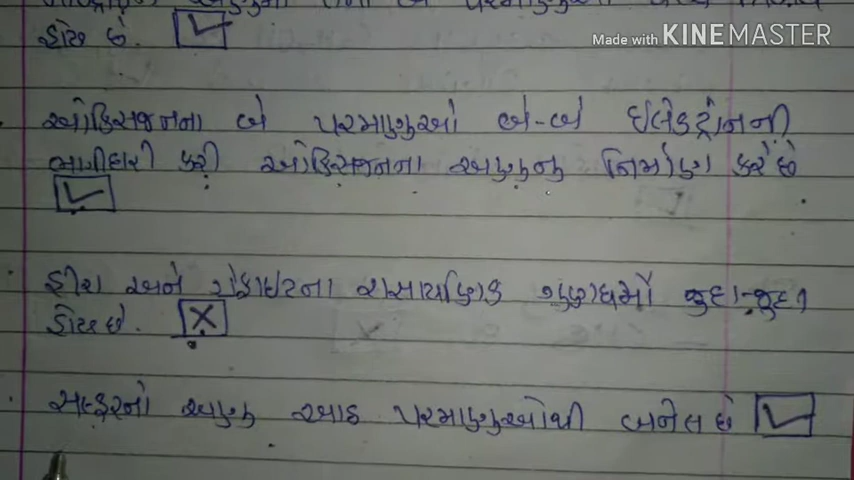 પરમાણુઓ
હોય છે.
Made with KINEMASTER
ઓક્સિજનના બે પરમાણુઓ બે-બે ઇલેક્ટ્રોનની
ભાગીદારી કરી ઓક્સિજનના અણુનુ નિર્માણ કરે છે
હીરા અને ગ્રેફાઇટના રાસાયણિક ગુણધર્મો જુદા-જુદા
હોય છે.
સલ્ફરનો અણુ આઠ પરમાણુઓથી બનેલ છે